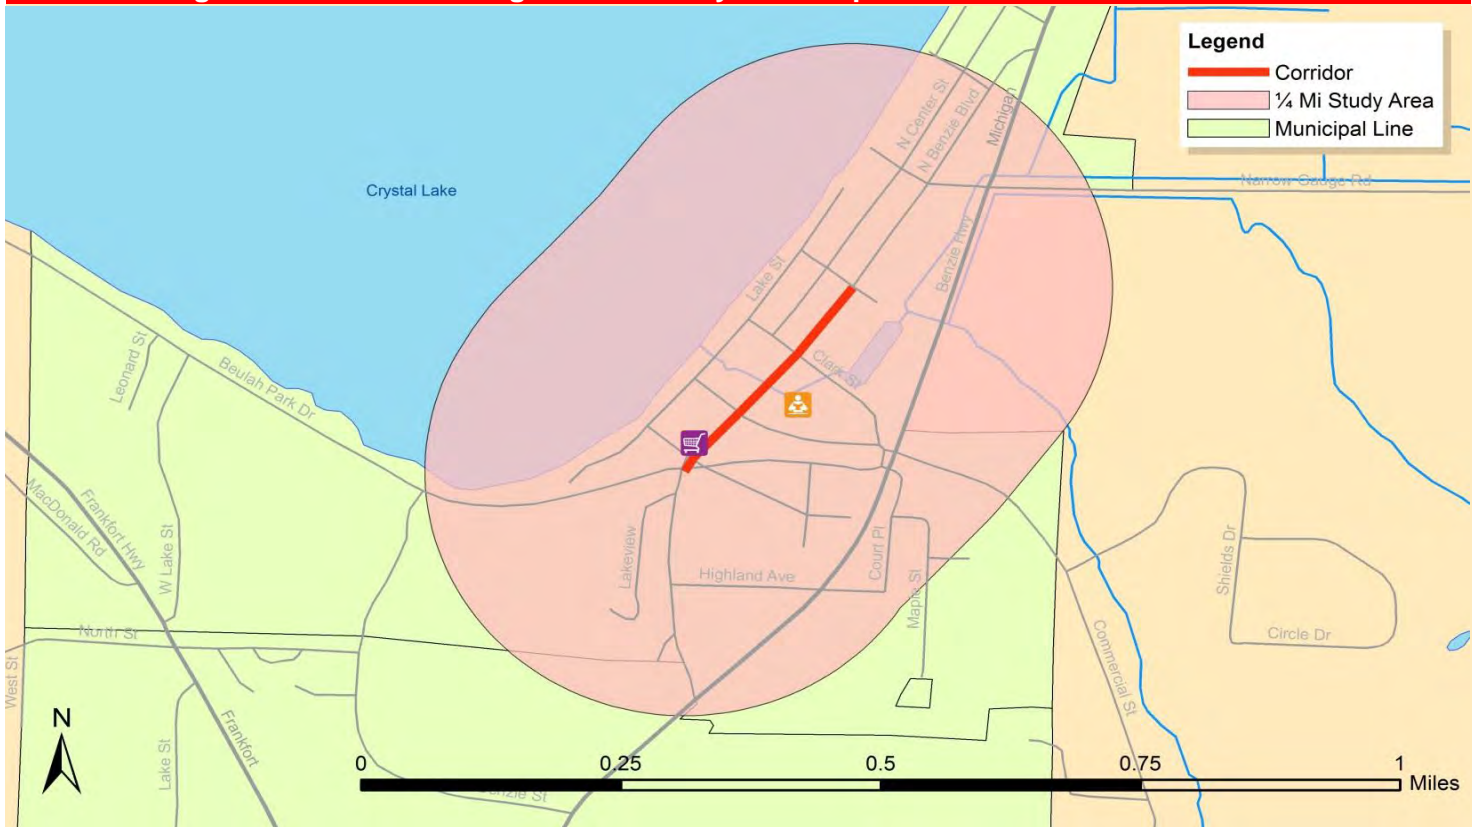 Legend
Corridor
¼ Mi Study Area
Municipal Line
N Center St
N Benzie Blvd
Michigan
Crystal Lake
Narrow Gauge Rd
Benzie Hwy
Lake St
Leonard St
Beulah Park Dr
Clark St
MacDonald Rd
Frankfort Hwy
W Lake St
Lakeview
Highland Ave
Court Pl
Maple St
Shields Dr
Circle Dr
North St
Commercial St
West St
N
Lake St
Frankfort
0 0.25 0.5 0.75 1
Miles